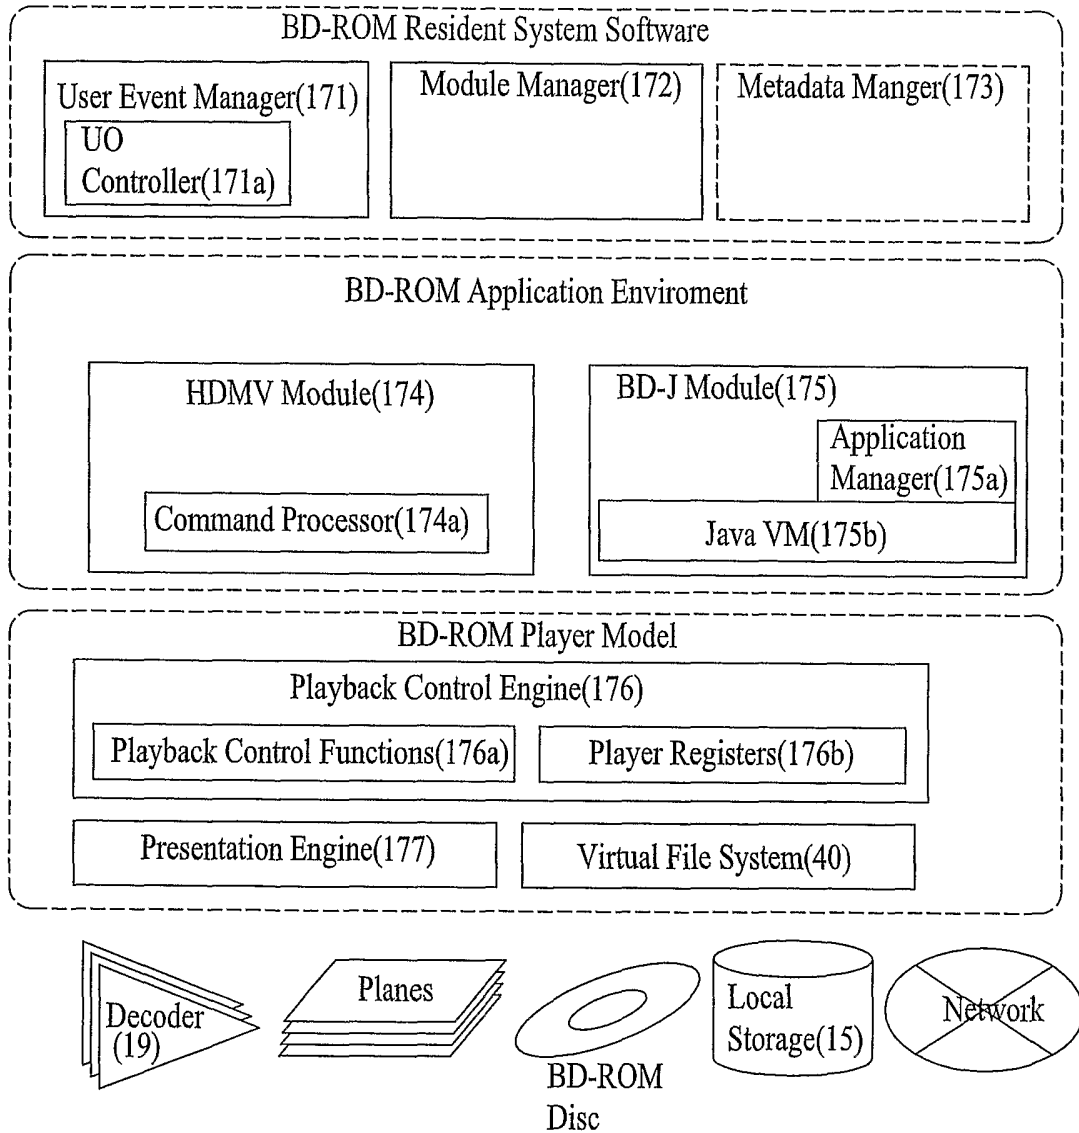 BD-ROM Resident System Software
User Event Manager(171)
UO
Controller(171a)
Module Manager(172)
Metadata Manger(173)
BD-ROM Application Enviroment
HDMV Module(174)
Command Processor(174a)
BD-J Module(175)
Application
Manager(175a)
Java VM(175b)
BD-ROM Player Model
Playback Control Engine(176)
Playback Control Functions(176a)
Player Registers(176b)
Presentation Engine(177)
Virtual File System(40)
Decoder
(19)
Planes
BD-ROM
Disc
Local
Storage(15)
Network